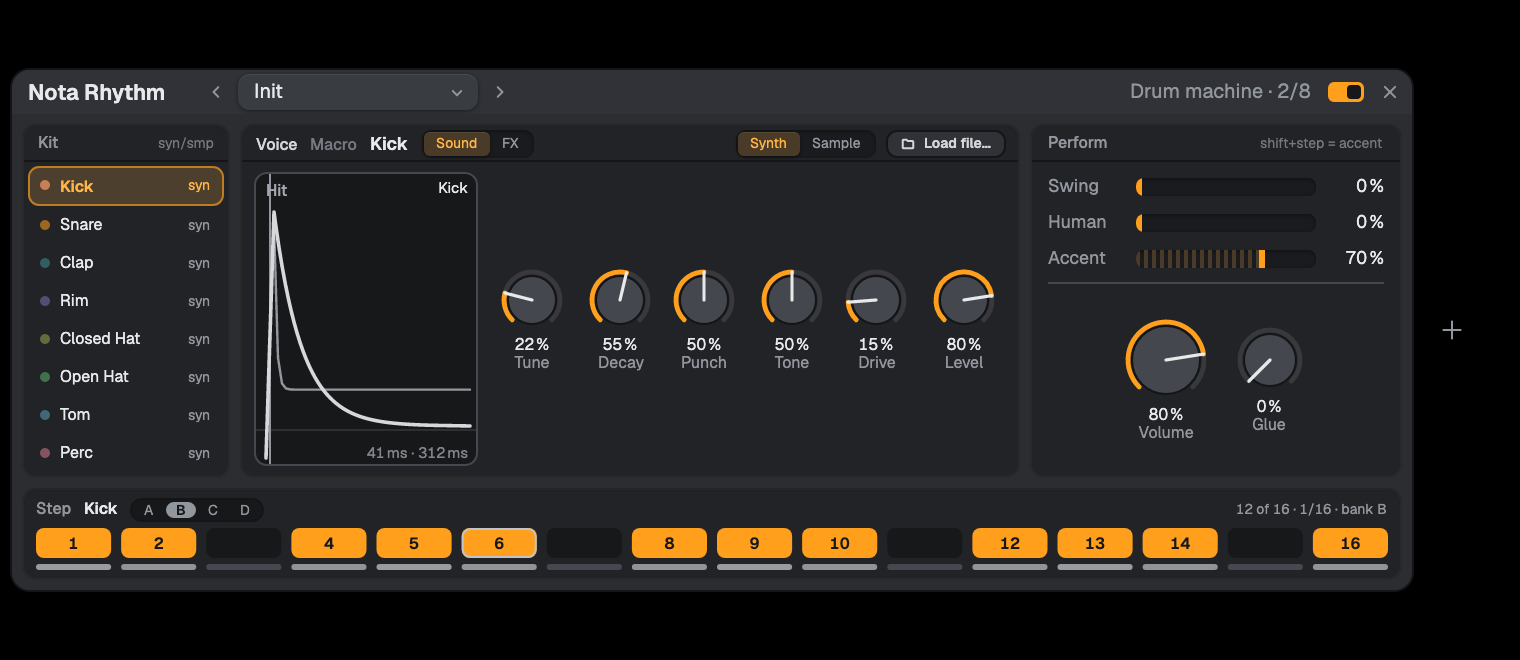 Nota Rhythm
Init
Drum machine · 2/8
Kit syn/smp
Kick syn
Snare syn
Clap syn
Rim syn
Closed Hat syn
Open Hat syn
Tom syn
Perc syn
Voice Macro Kick Sound FX Synth Sample Load file...
Hit Kick
41 ms · 312 ms
22 % 55 % 50 % 50 % 15 % 80 %
Tune Decay Punch Tone Drive Level
Perform shift+step = accent
Swing 0 %
Human 0 %
Accent 70 %
80 % 0 %
Volume Glue
Step Kick A B C D 12 of 16 · 1/16 · bank B
1 2 4 5 6 8 9 10 12 13 14 16